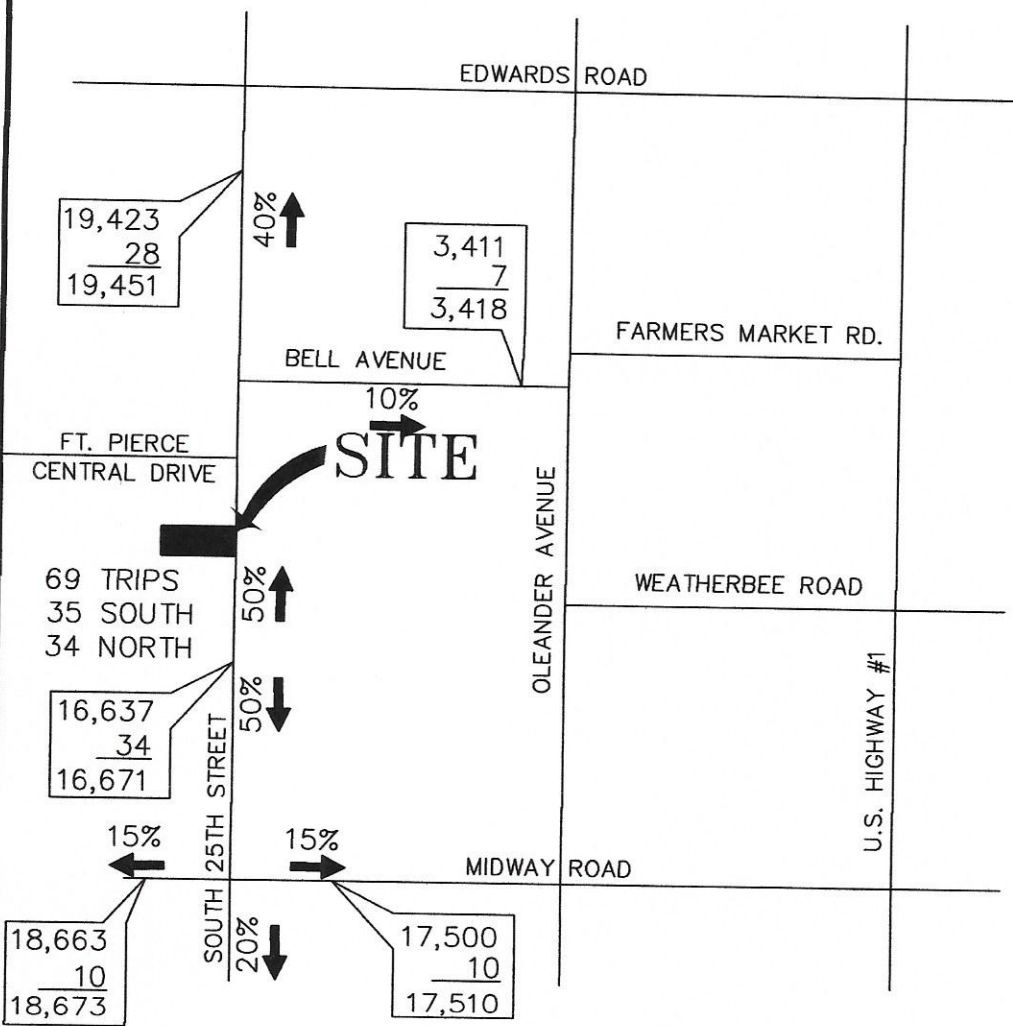 EDWARDS ROAD
19,423
28
19,451
40%
3,411
7
3,418
FARMERS MARKET RD.
BELL AVENUE
10%
FT. PIERCE
CENTRAL DRIVE
SITE
69 TRIPS
35 SOUTH
34 NORTH
50%
OLEANDER AVENUE
WEATHERBEE ROAD
16,637
34
16,671
50%
SOUTH 25TH STREET
U.S. HIGHWAY #1
15%
15%
MIDWAY ROAD
18,663
10
18,673
20%
17,500
10
17,510